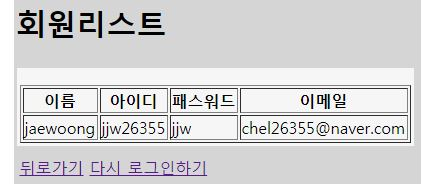 회원리스트
이름 아이디 패스워드 이메일
jaewoong jjw26355 jjw chel26355@naver.com
뒤로가기 다시 로그인하기